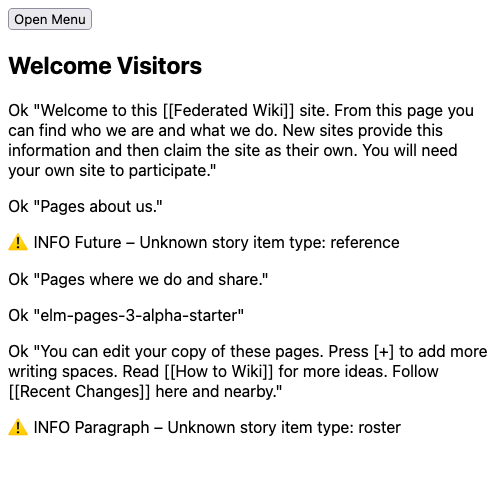 Open Menu
Welcome Visitors
Ok "Welcome to this [[Federated Wiki]] site. From this page you
can find who we are and what we do. New sites provide this
information and then claim the site as their own. You will need
your own site to participate."
Ok "Pages about us."
⚠️ INFO Future – Unknown story item type: reference
Ok "Pages where we do and share."
Ok "elm-pages-3-alpha-starter"
Ok "You can edit your copy of these pages. Press [+] to add more
writing spaces. Read [[How to Wiki]] for more ideas. Follow
[[Recent Changes]] here and nearby."
⚠️ INFO Paragraph – Unknown story item type: roster